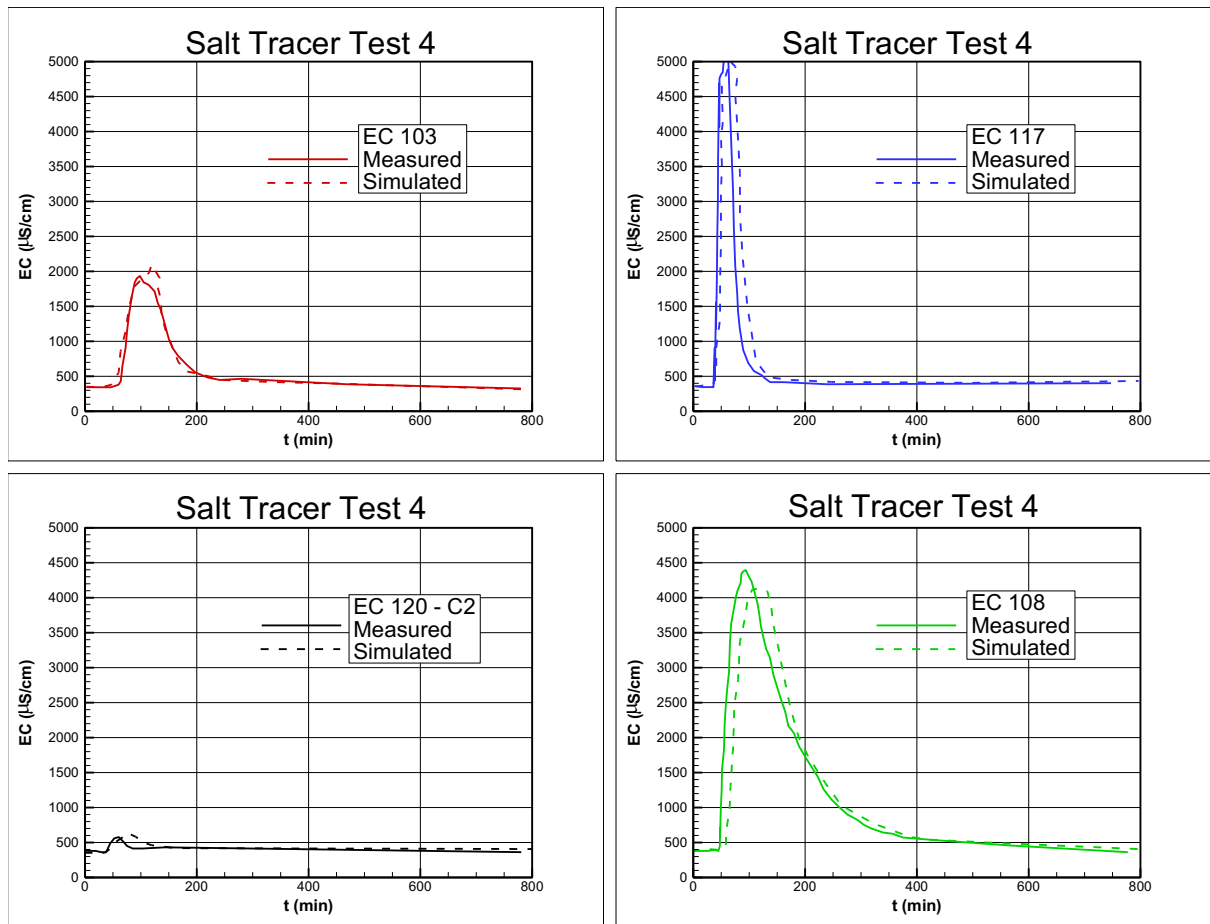 Salt Tracer Test 4
5000
4500
4000
3500
3000
2500
2000
1500
1000
500
0
EC (µS/cm)
EC 103
Measured
Simulated
0 200 400 600 800
t (min)
Salt Tracer Test 4
5000
4500
4000
3500
3000
2500
2000
1500
1000
500
0
EC (µS/cm)
EC 117
Measured
Simulated
0 200 400 600 800
t (min)
Salt Tracer Test 4
5000
4500
4000
3500
3000
2500
2000
1500
1000
500
0
EC (µS/cm)
EC 120 - C2
Measured
Simulated
0 200 400 600 800
t (min)
Salt Tracer Test 4
5000
4500
4000
3500
3000
2500
2000
1500
1000
500
0
EC (µS/cm)
EC 108
Measured
Simulated
0 200 400 600 800
t (min)